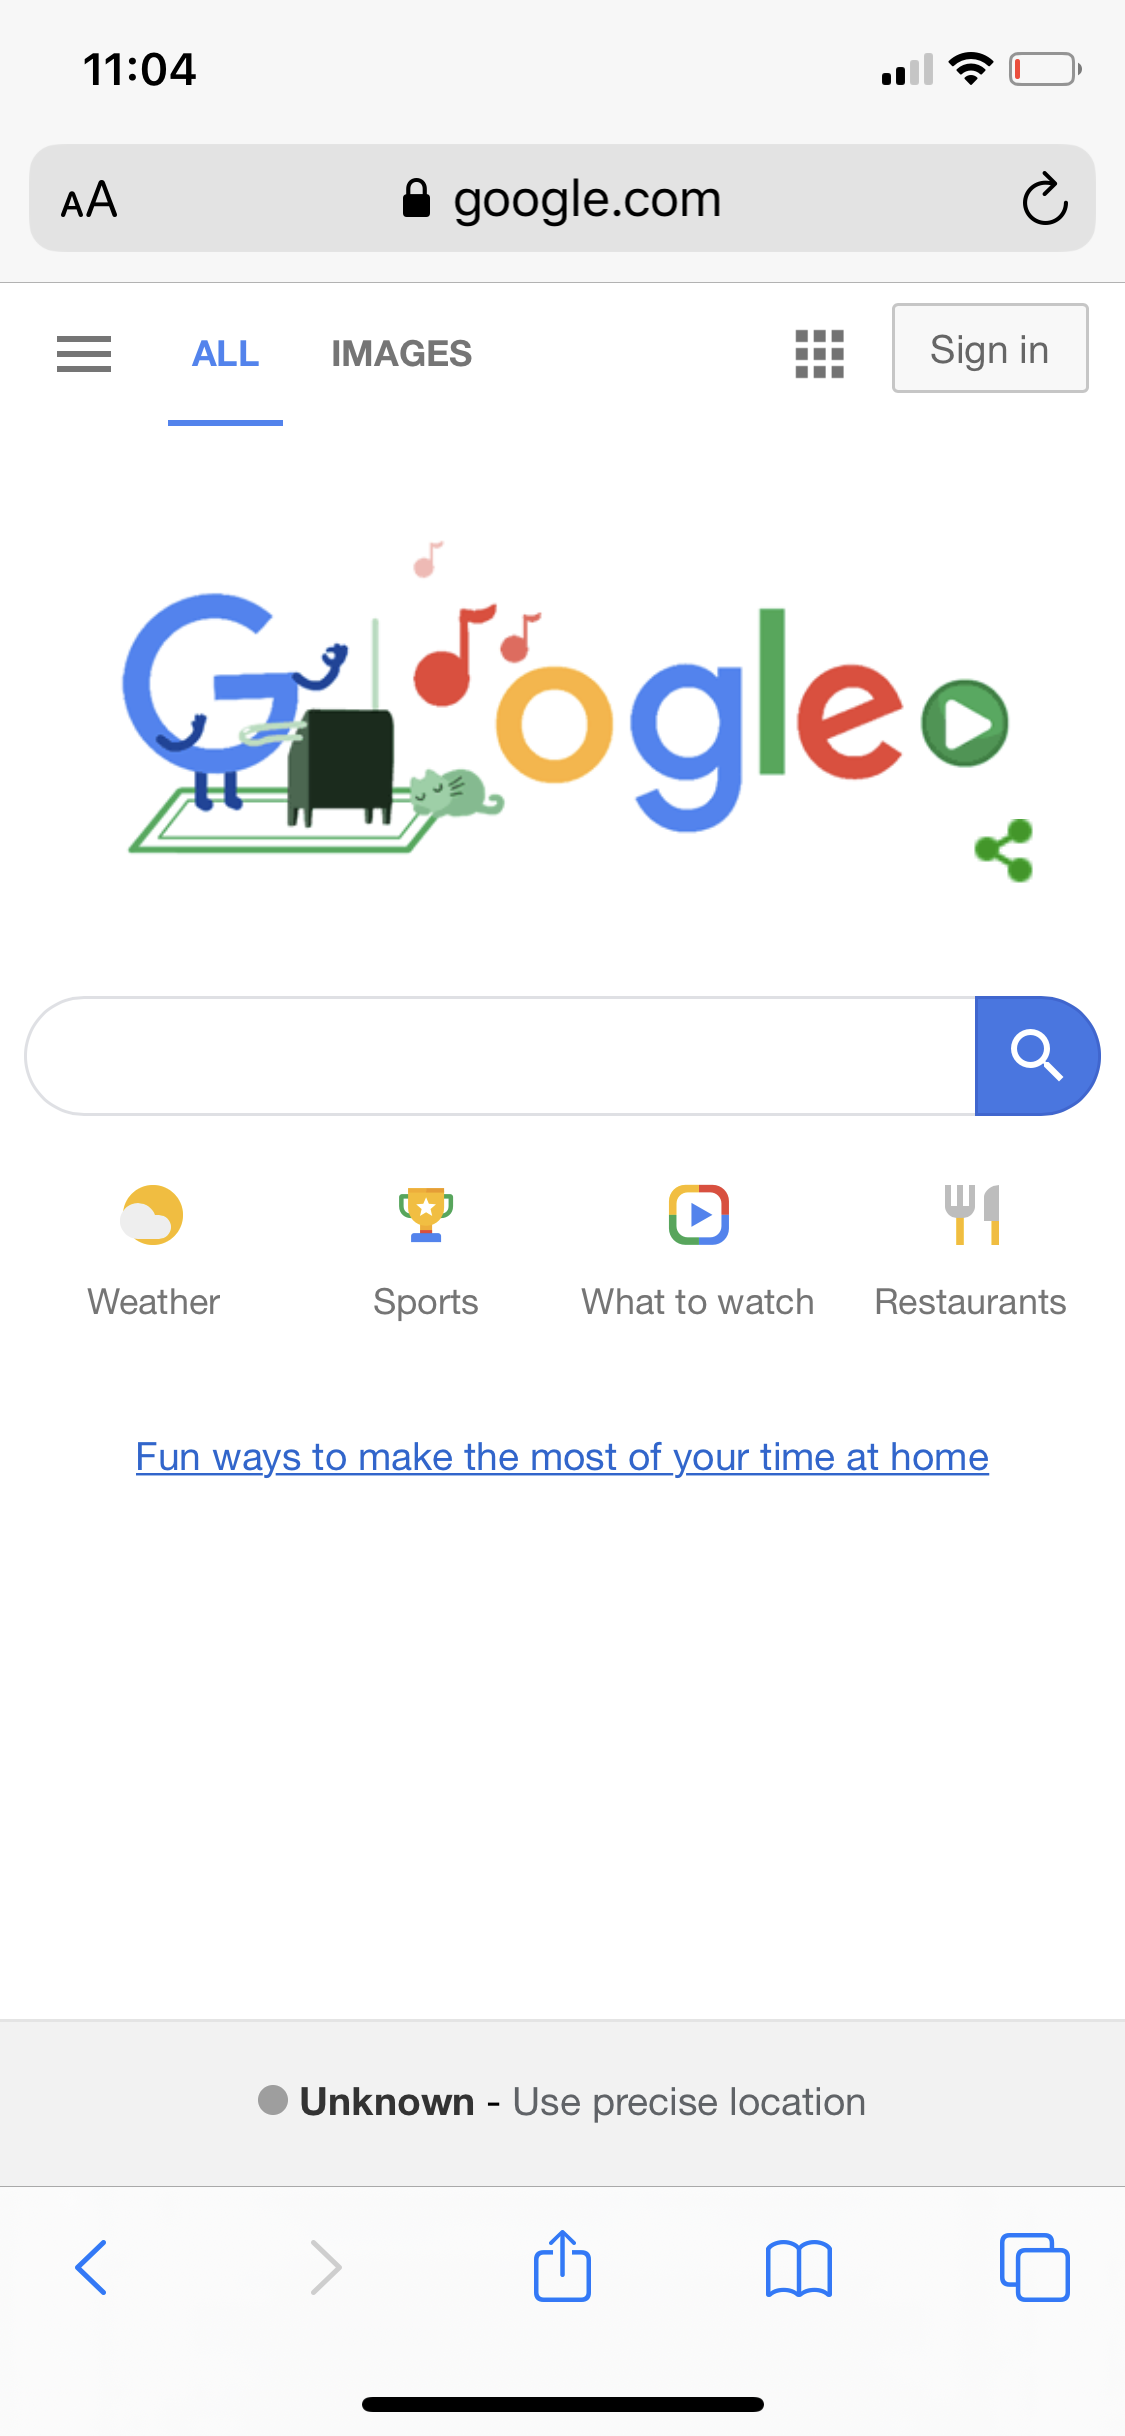 11:04
AA google.com
ALL IMAGES Sign in
Google
Weather Sports What to watch Restaurants
Fun ways to make the most of your time at home
Unknown - Use precise location